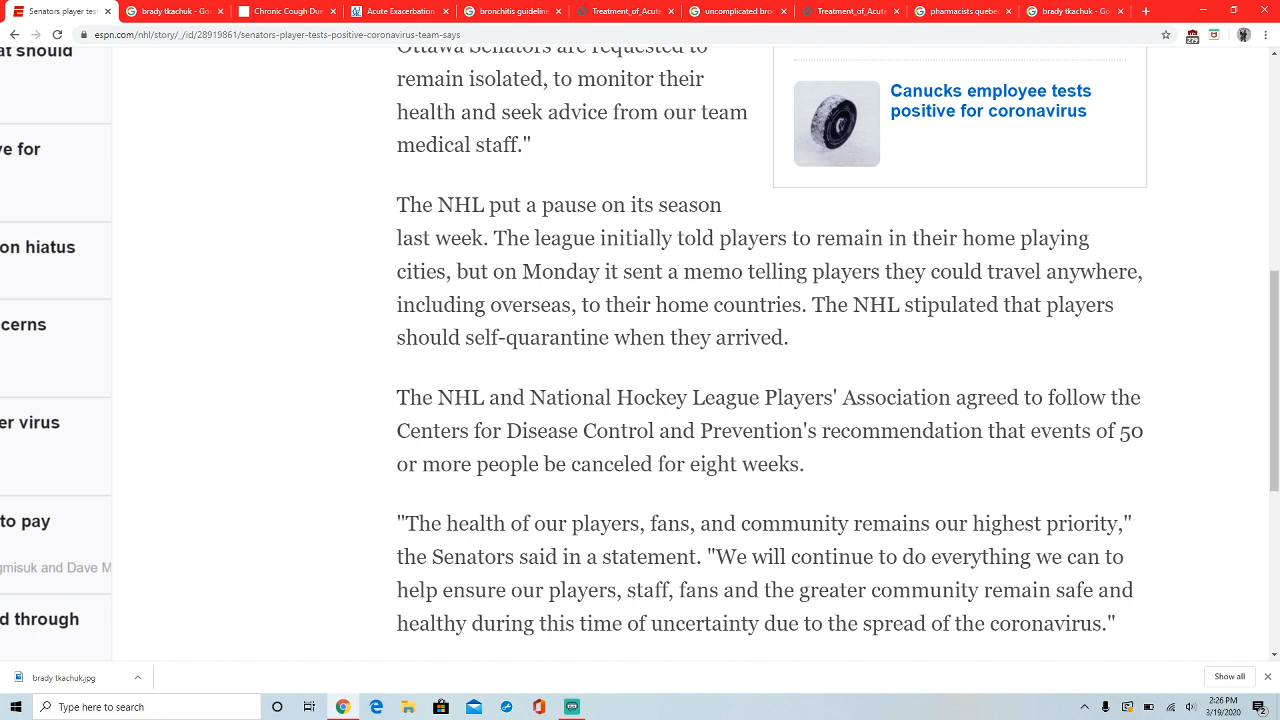 Senators player tests
brady tkachuk - Go
Chronic Cough Due
Acute Exacerbation
bronchitis guideline
Treatment_of_Acute
uncomplicated bro
Treatment_of_Acute
pharmacists quebe
brady tkachuk - Go
espn.com/nhl/story/_/id/28919861/senators-player-tests-positive-coronavirus-team-says
at should
ve for
on hiatus
cerns
er virus
to pay
gmisuk and Dave M
d through
Ottawa Senators are requested to
remain isolated, to monitor their
health and seek advice from our team
medical staff."
Canucks employee tests
positive for coronavirus
The NHL put a pause on its season
last week. The league initially told players to remain in their home playing
cities, but on Monday it sent a memo telling players they could travel anywhere,
including overseas, to their home countries. The NHL stipulated that players
should self-quarantine when they arrived.
The NHL and National Hockey League Players' Association agreed to follow the
Centers for Disease Control and Prevention's recommendation that events of 50
or more people be canceled for eight weeks.
"The health of our players, fans, and community remains our highest priority,"
the Senators said in a statement. "We will continue to do everything we can to
help ensure our players, staff, fans and the greater community remain safe and
healthy during this time of uncertainty due to the spread of the coronavirus."
brady tkachuk.jpg
Show all
Type here to search
2:26 PM
3/19/2020